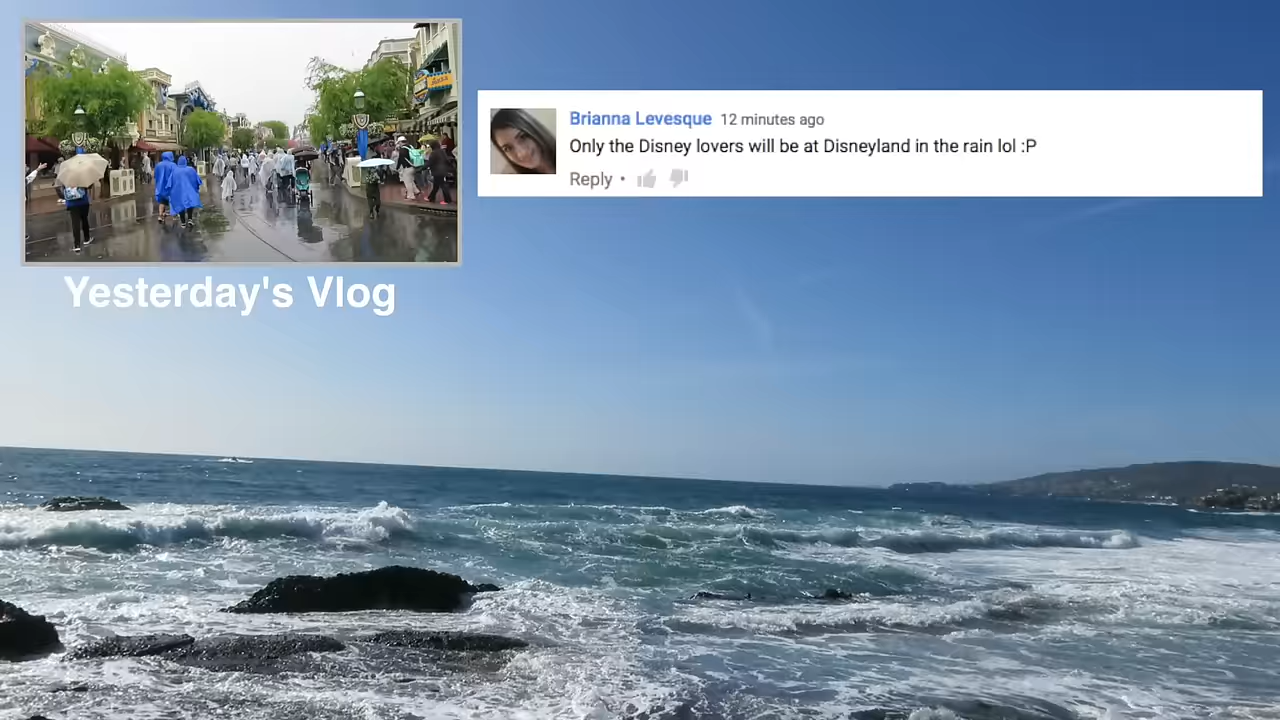 Brianna Levesque 12 minutes ago
Only the Disney lovers will be at Disneyland in the rain lol :P
Reply •
Yesterday's Vlog